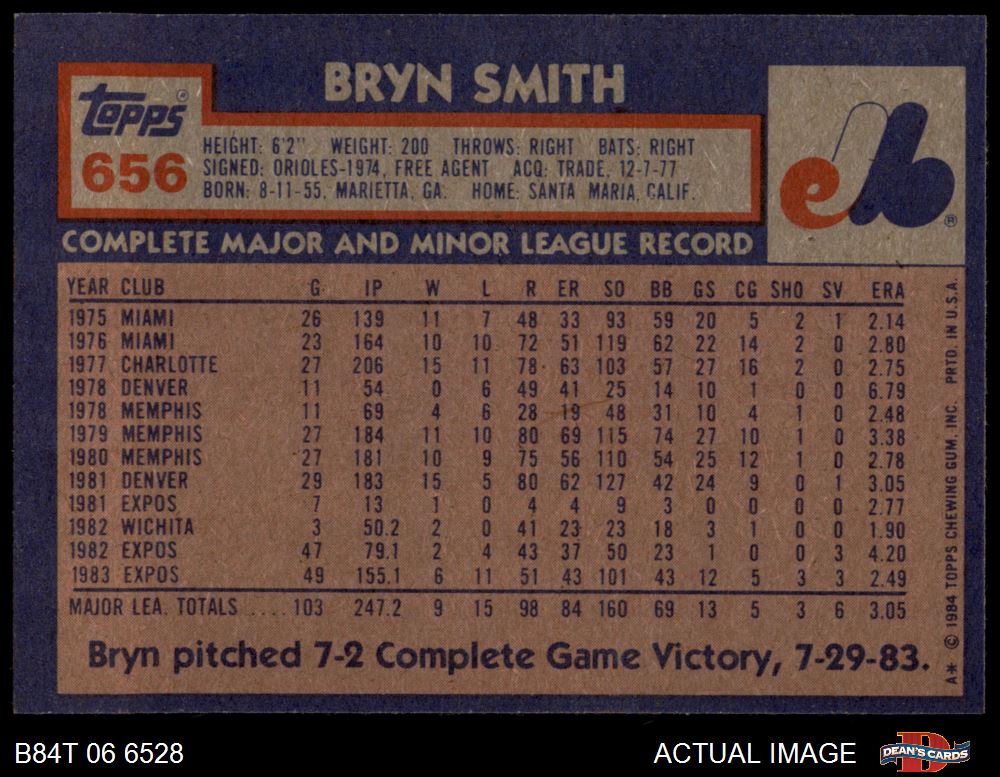 BRYN SMITH
TOPPS®
656
HEIGHT: 6'2" WEIGHT: 200 THROWS: RIGHT BATS: RIGHT
SIGNED: ORIOLES-1974, FREE AGENT ACQ: TRADE, 12-7-77
BORN: 8-11-55, MARIETTA, GA. HOME: SANTA MARIA, CALIF.
eb®
COMPLETE MAJOR AND MINOR LEAGUE RECORD
YEAR CLUB G IP W L R ER SO BB GS CG SHO SV ERA
1975 MIAMI 26 139 11 7 48 33 93 59 20 5 2 1 2.14
1976 MIAMI 23 164 10 10 72 51 119 62 22 14 2 0 2.80
1977 CHARLOTTE 27 206 15 11 78 63 103 57 27 16 2 0 2.75
1978 DENVER 11 54 0 6 49 41 25 14 10 1 0 0 6.79
1978 MEMPHIS 11 69 4 6 28 19 48 31 10 4 1 0 2.48
1979 MEMPHIS 27 184 11 10 80 69 115 74 27 10 1 0 3.38
1980 MEMPHIS 27 181 10 9 75 56 110 54 25 12 1 0 2.78
1981 DENVER 29 183 15 5 80 62 127 42 24 9 0 1 3.05
1981 EXPOS 7 13 1 0 4 4 9 3 0 0 0 0 2.77
1982 WICHITA 3 50.2 2 0 41 23 23 18 3 1 0 0 1.90
1982 EXPOS 47 79.1 2 4 43 37 50 23 1 0 0 3 4.20
1983 EXPOS 49 155.1 6 11 51 43 101 43 12 5 3 3 2.49
MAJOR LEA. TOTALS ....103 247.2 9 15 98 84 160 69 13 5 3 6 3.05
Bryn pitched 7-2 Complete Game Victory, 7-29-83.
A* © 1984 TOPPS CHEWING GUM, INC. PRTD. IN U.S.A.
B84T 06 6528
ACTUAL IMAGE
D
DEAN'S CARDS